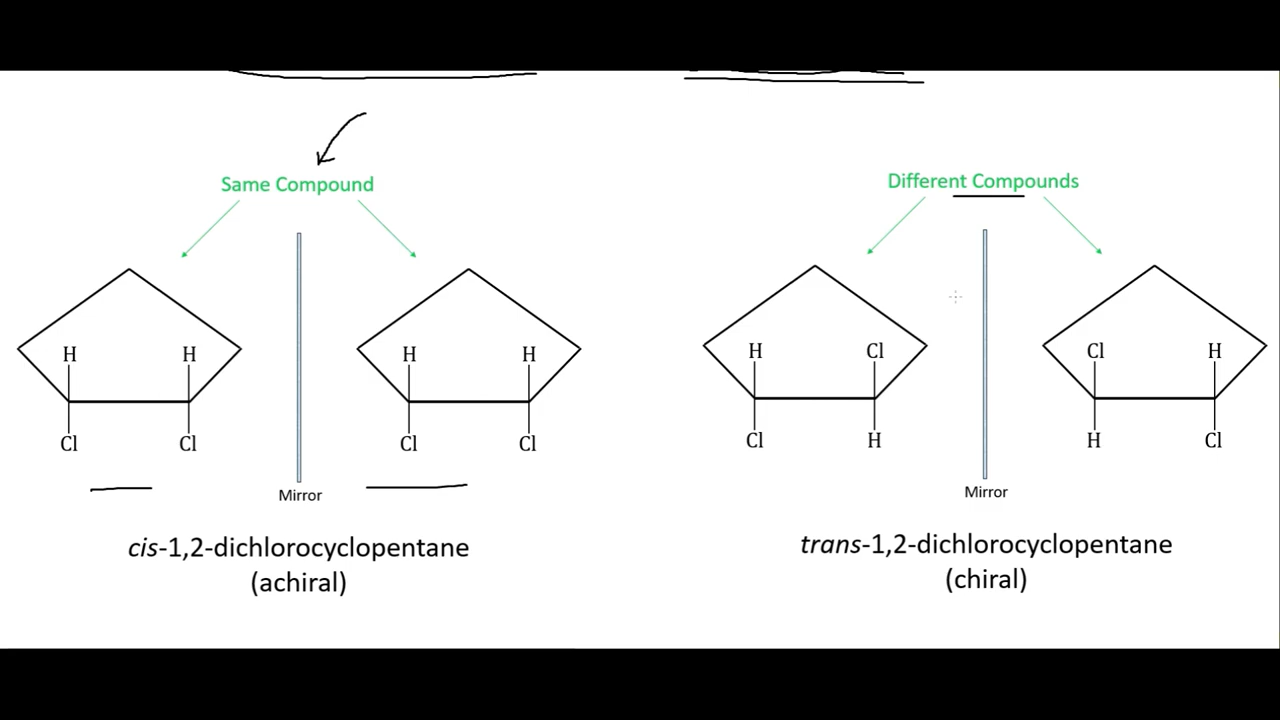 Same Compound
H H
Cl Cl
H H
Cl Cl
Mirror
cis-1,2-dichlorocyclopentane
(achiral)
Different Compounds
H Cl
Cl H
Cl H
H Cl
Mirror
trans-1,2-dichlorocyclopentane
(chiral)